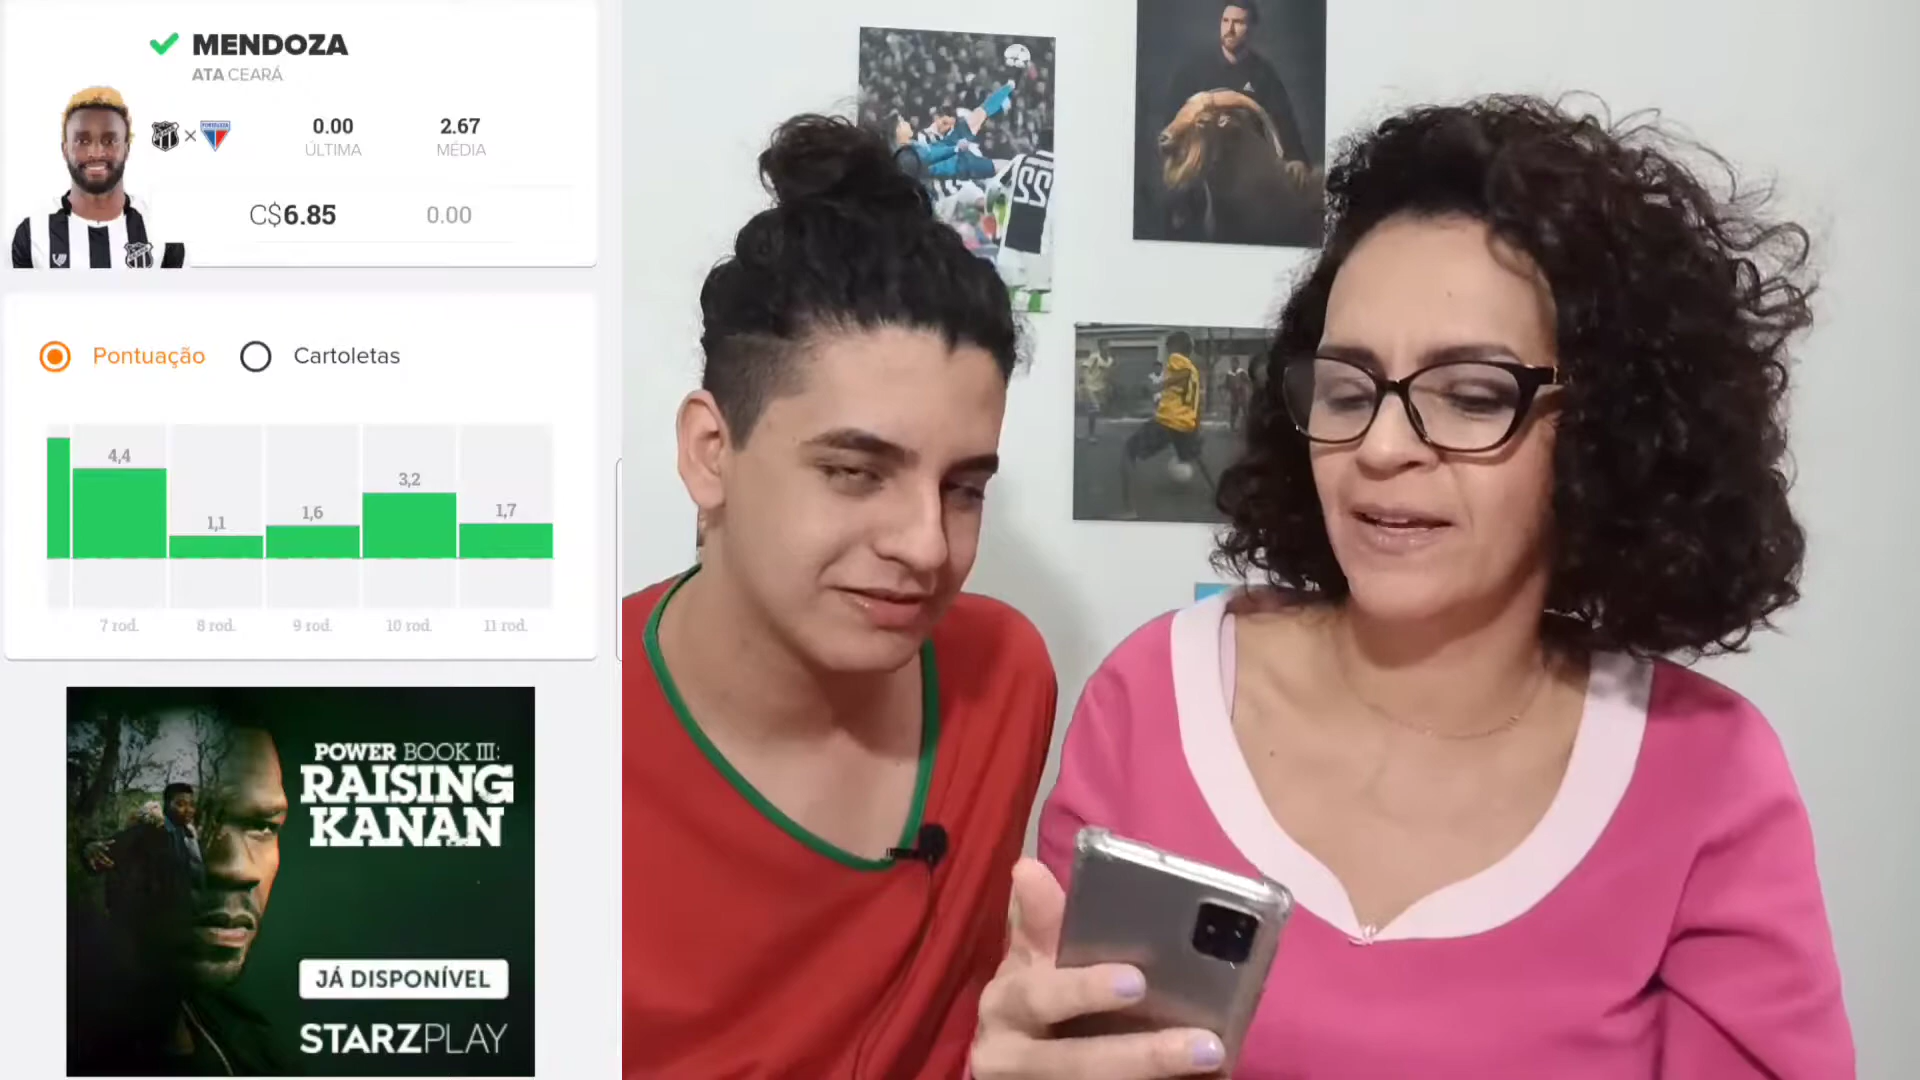 MENDOZA
ATA CEARÁ
× 
0.00
ÚLTIMA
2.67
MÉDIA
C$6.85
0.00
Pontuação
Cartoletas
4,4
1,1
1,6
3,2
1,7
7 rod.
8 rod.
9 rod.
10 rod.
11 rod.
POWER BOOK III:
RAISING
KANAN
JÁ DISPONÍVEL
STARZPLAY